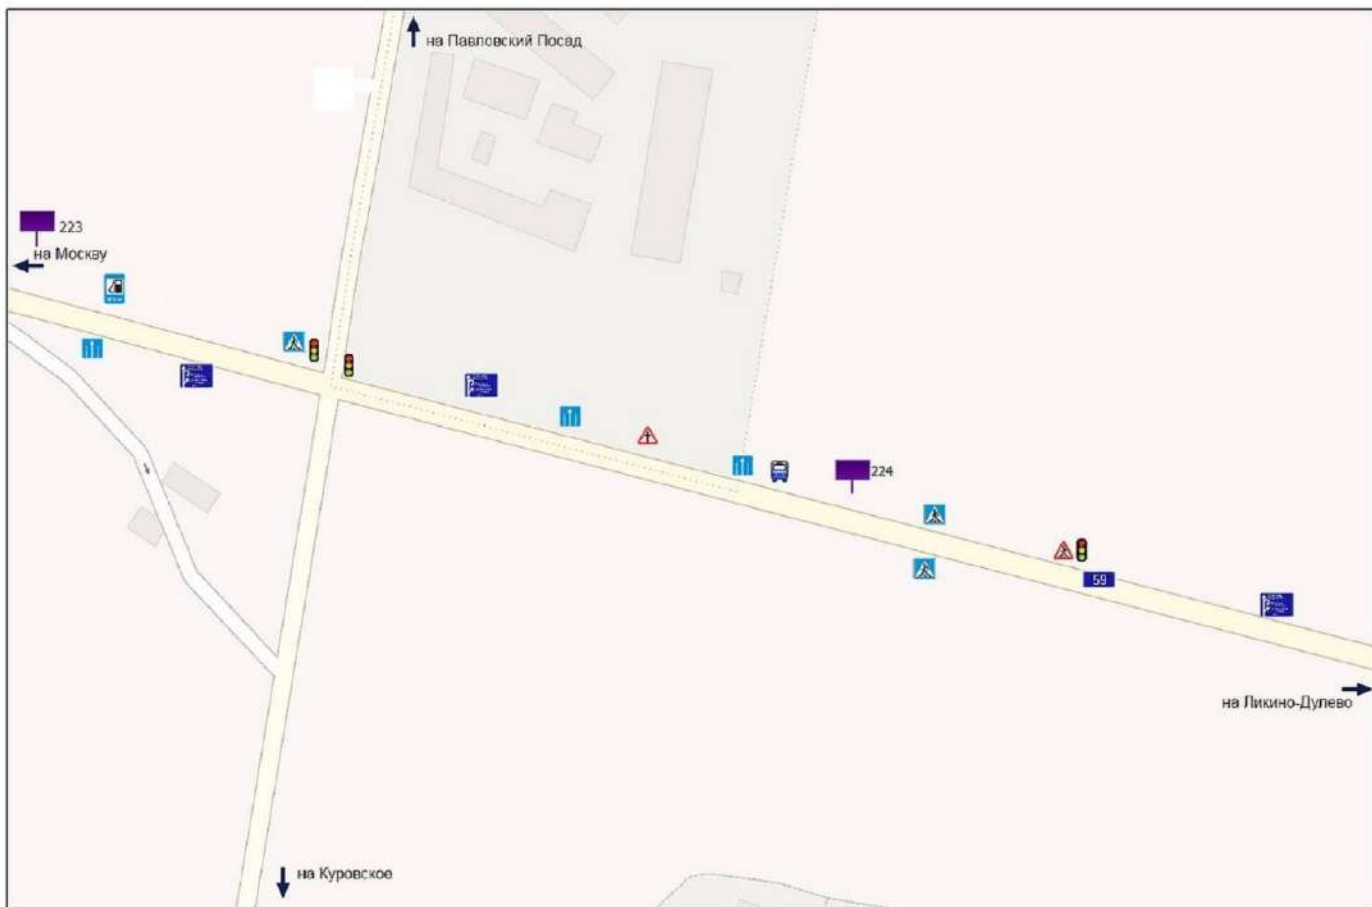 на Павловский Посад
223
на Москву
224
59
на Ликино-Дулево
на Куровское